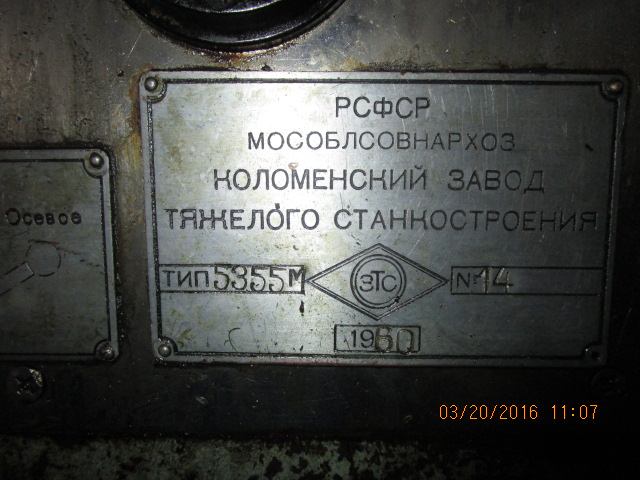 РСФСР
МОСОБЛСОВНАРХОЗ
КОЛОМЕНСКИЙ ЗАВОД
ТЯЖЕЛОГО СТАНКОСТРОЕНИЯ
ТИП 5355М ЗТС № 14
1960
Осевое
03/20/2016 11:07